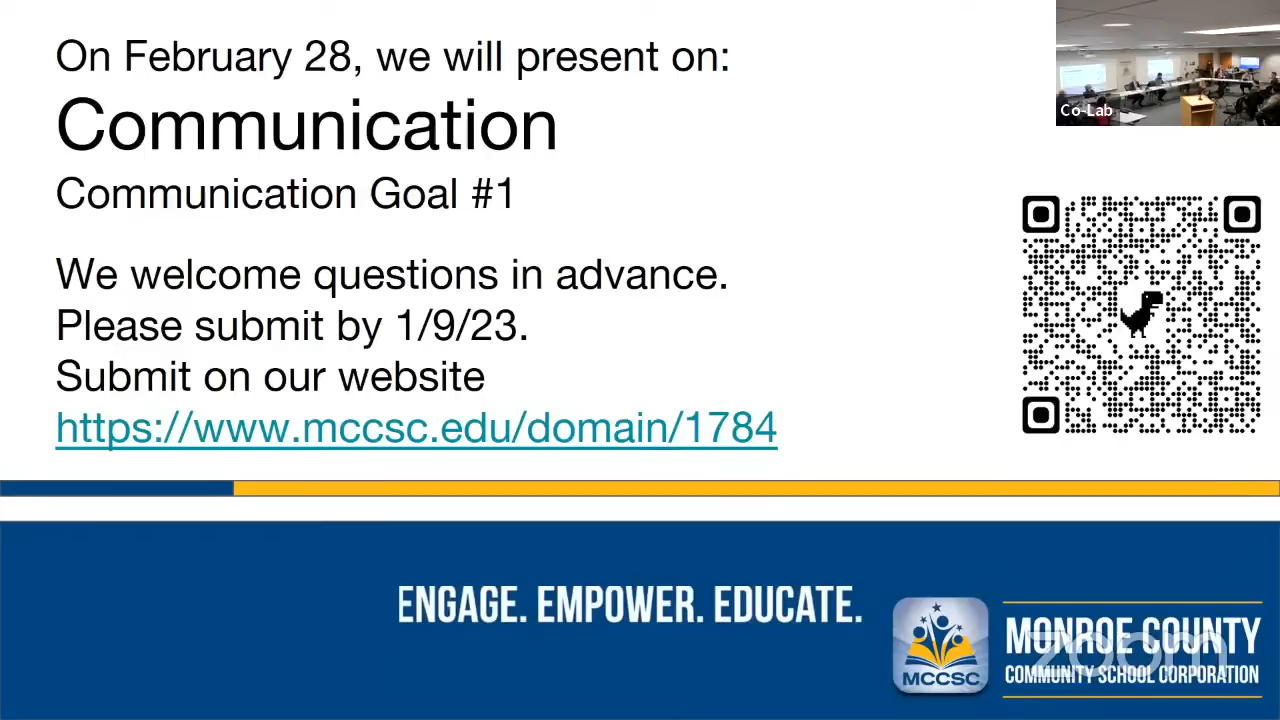 On February 28, we will present on:
Communication
Communication Goal #1
We welcome questions in advance.
Please submit by 1/9/23.
Submit on our website
https://www.mccsc.edu/domain/1784
Co-Lab
ENGAGE. EMPOWER. EDUCATE.
MCCSC
MONROE COUNTY
COMMUNITY SCHOOL CORPORATION
zoom